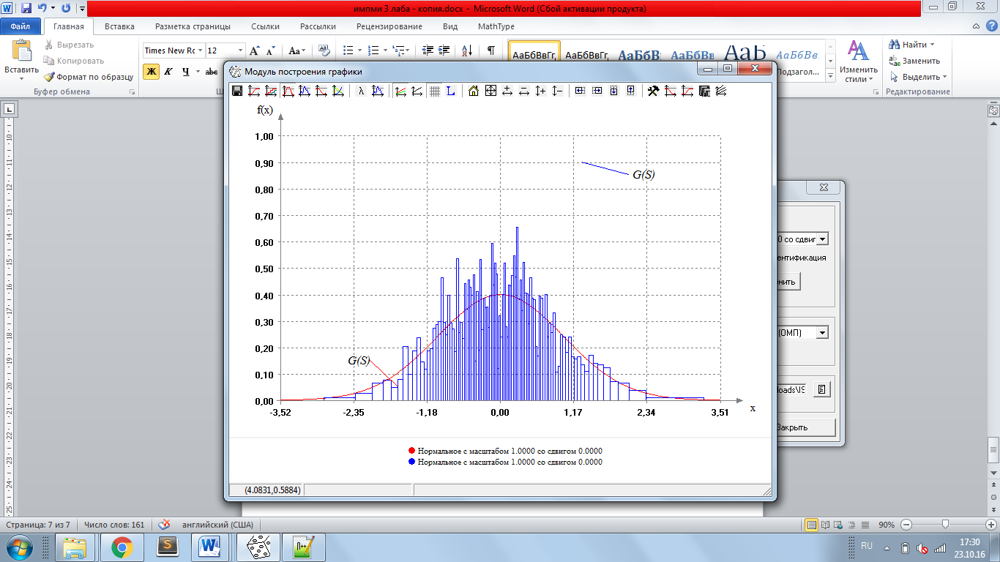 импми 3 лаба - копия.docx - Microsoft Word (Сбой активации продукта)
Файл Главная Вставка Разметка страницы Ссылки Рассылки Рецензирование Вид MathType
Вставить
Вырезать
Копировать
Формат по образцу
Буфер обмена
Times New Rc 12
Ж К Ч abc
АаБбВвГг, АаБбВвГг, АаБбВ АаБбВв АаБ АаБбВв.
Подзагол...
Изменить стили
Найти
Заменить
Выделить
Редактирование
Модуль построения графики
f(x)
1,00
0,90
G(S)
0,80
0,70
0,60
0,50
0,40
0,30
0,20
G(S)
0,10
0,00
-3,52 -2,35 -1,18 0,00 1,17 2,34 3,51
x
Нормальное с масштабом 1.0000 со сдвигом 0.0000
Нормальное с масштабом 1.0000 со сдвигом 0.0000
(4.0831,0.5884)
0 со сдвиг
ентификация
нить
(ОМП)
loads\IS
Закрыть
Страница: 7 из 7 Число слов: 161 английский (США) 90%
RU 17:30
23.10.16